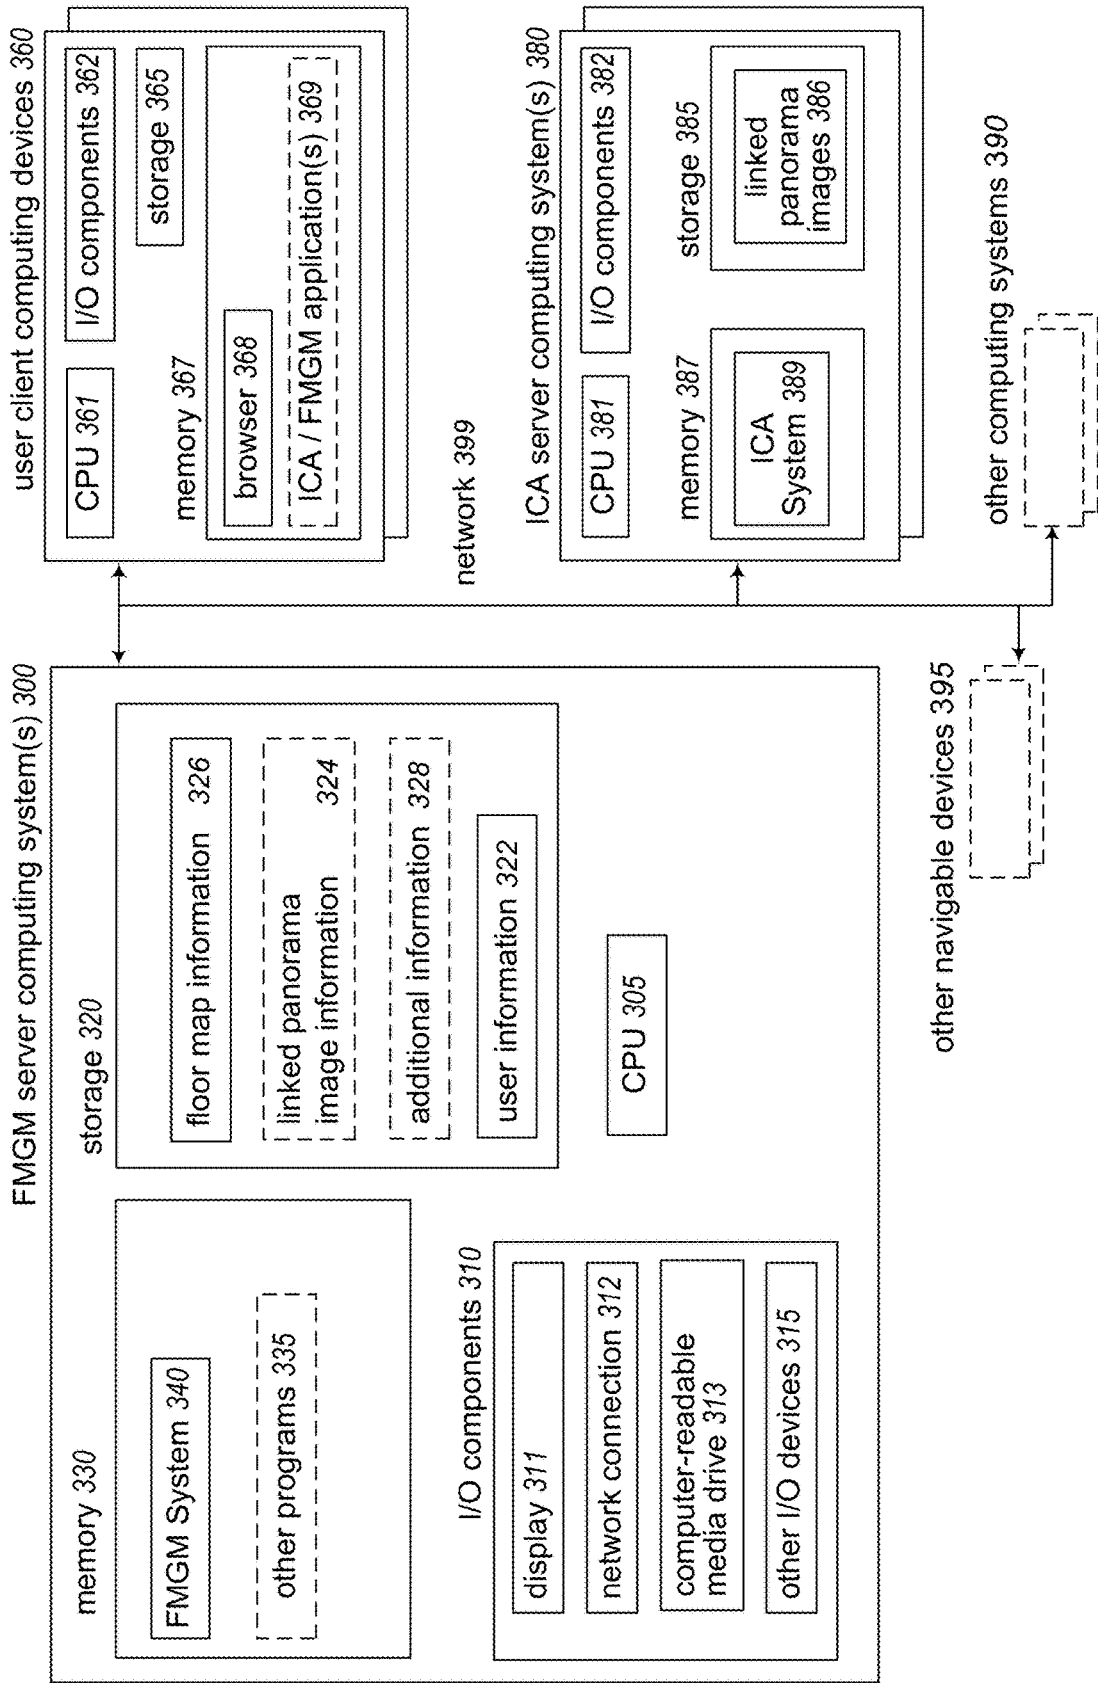 FMGM server computing system(s) 300
memory 330
FMGM System 340
other programs 335
storage 320
floor map information 326
linked panorama
image information 324
additional information 328
user information 322
I/O components 310
display 311
network connection 312
computer-readable
media drive 313
other I/O devices 315
CPU 305
user client computing devices 360
CPU 361
I/O components 362
memory 367
storage 365
browser 368
ICA / FMGM application(s) 369
network 399
ICA server computing system(s) 380
CPU 381
I/O components 382
memory 387
storage 385
ICA
System 389
linked
panorama
images 386
other navigable devices 395
other computing systems 390